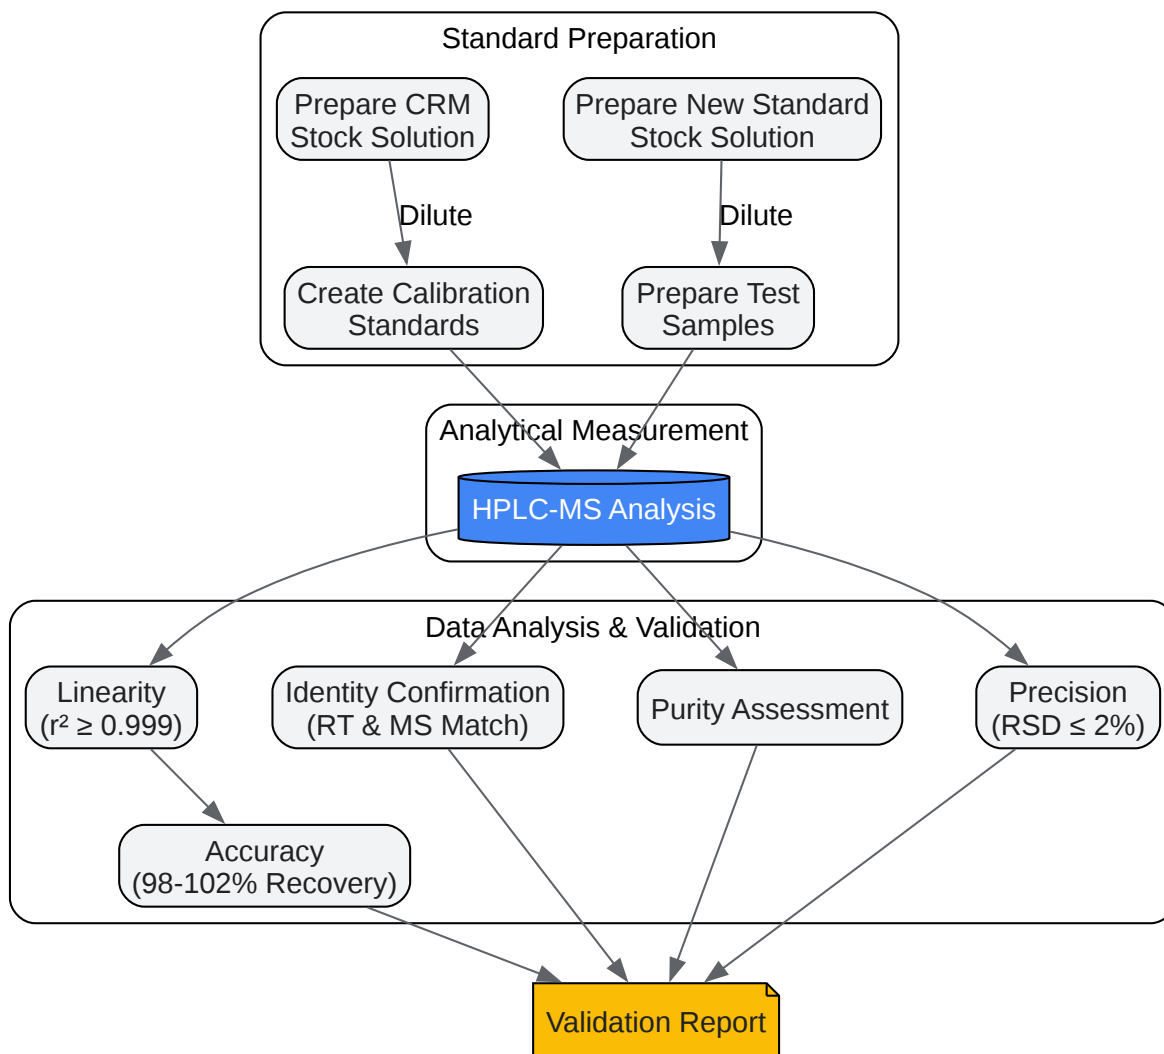 Standard Preparation
Prepare CRM
Stock Solution
Prepare New Standard
Stock Solution
Dilute
Dilute
Create Calibration
Standards
Prepare Test
Samples
Analytical Measurement
HPLC-MS Analysis
Data Analysis & Validation
Linearity
(r² ≥ 0.999)
Identity Confirmation
(RT & MS Match)
Purity Assessment
Precision
(RSD ≤ 2%)
Accuracy
(98-102% Recovery)
Validation Report